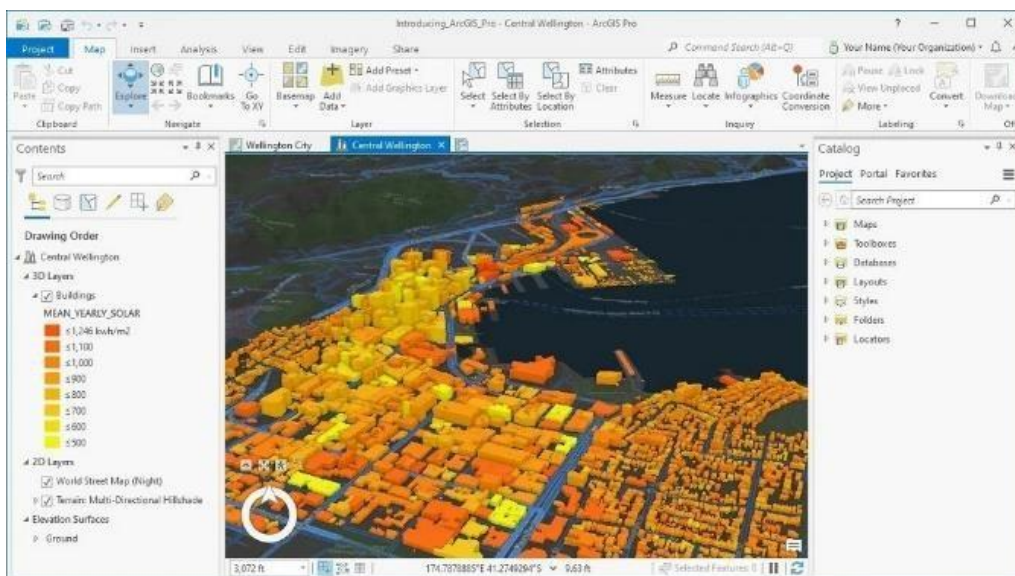 Introducing_ArcGIS_Pro - Central Wellington - ArcGIS Pro
? — X
Project Map Insert Analysis View Edit Imagery Share
Command Search (Alt+Q)
Your Name (Your Organization)
Paste
Cut
Copy
Copy Path
Clipboard
Explore
Bookmarks
Go To XY
Navigate
Basemap
Add Data
Add Preset
Add Graphics Layer
Layer
Select
Select By Attributes
Select By Location
Attributes
Clear
Selection
Measure
Locate
Infographics
Coordinate Conversion
Inquiry
Pause
Lock
View Unplaced
More
Convert
Labeling
Download Map
Contents
Search
Drawing Order
Central Wellington
3D Layers
Buildings
MEAN_YEARLY_SOLAR
≤1,246 kwh/m2
≤1,100
≤1,000
≤900
≤800
≤700
≤600
≤500
2D Layers
World Street Map (Night)
Terrain: Multi-Directional Hillshade
Elevation Surfaces
Ground
Wellington City
Central Wellington
3,072 ft
174.7878885°E 41.2749294°S
9.63 ft
Selected Features: 0
Catalog
Project Portal Favorites
Search Project
Maps
Toolboxes
Databases
Layouts
Styles
Folders
Locators